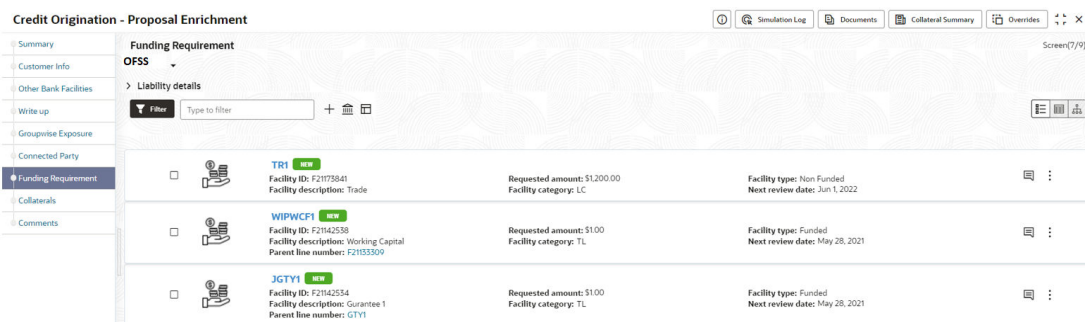 Credit Origination - Proposal Enrichment
Simulation Log
Documents
Collateral Summary
Overrides
Summary
Customer Info
Other Bank Facilities
Write up
Groupwise Exposure
Connected Party
Funding Requirement
Collaterals
Comments
Funding Requirement
Screen(7/9)
OFSS
Liability details
Filter
Type to filter
TR1 NEW
Facility ID: F21173841 Requested amount: $1,200.00 Facility type: Non Funded
Facility description: Trade Facility category: LC Next review date: Jun 1, 2022
WIPWCF1 NEW
Facility ID: F21142538 Requested amount: $1.00 Facility type: Funded
Facility description: Working Capital Facility category: TL Next review date: May 28, 2021
Parent line number: F21133309
JGTY1 NEW
Facility ID: F21142534 Requested amount: $1.00 Facility type: Funded
Facility description: Gurantee 1 Facility category: TL Next review date: May 28, 2021
Parent line number: GTY1